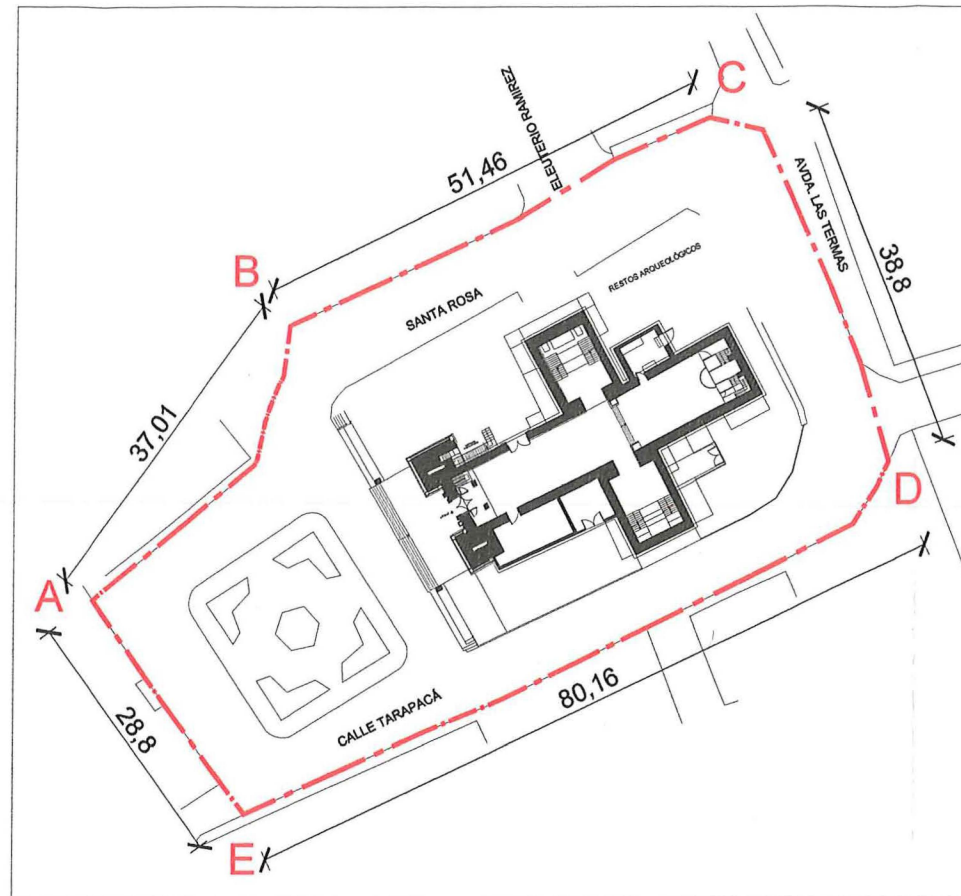 C
ELEUTERIO RAMIREZ
51,46
AVDA. LAS TERMAS
B
38,8
RESTOS ARQUEOLÓGICOS
SANTA ROSA
37,01
D
A
28,8
CALLE TARAPACÁ
80,16
E